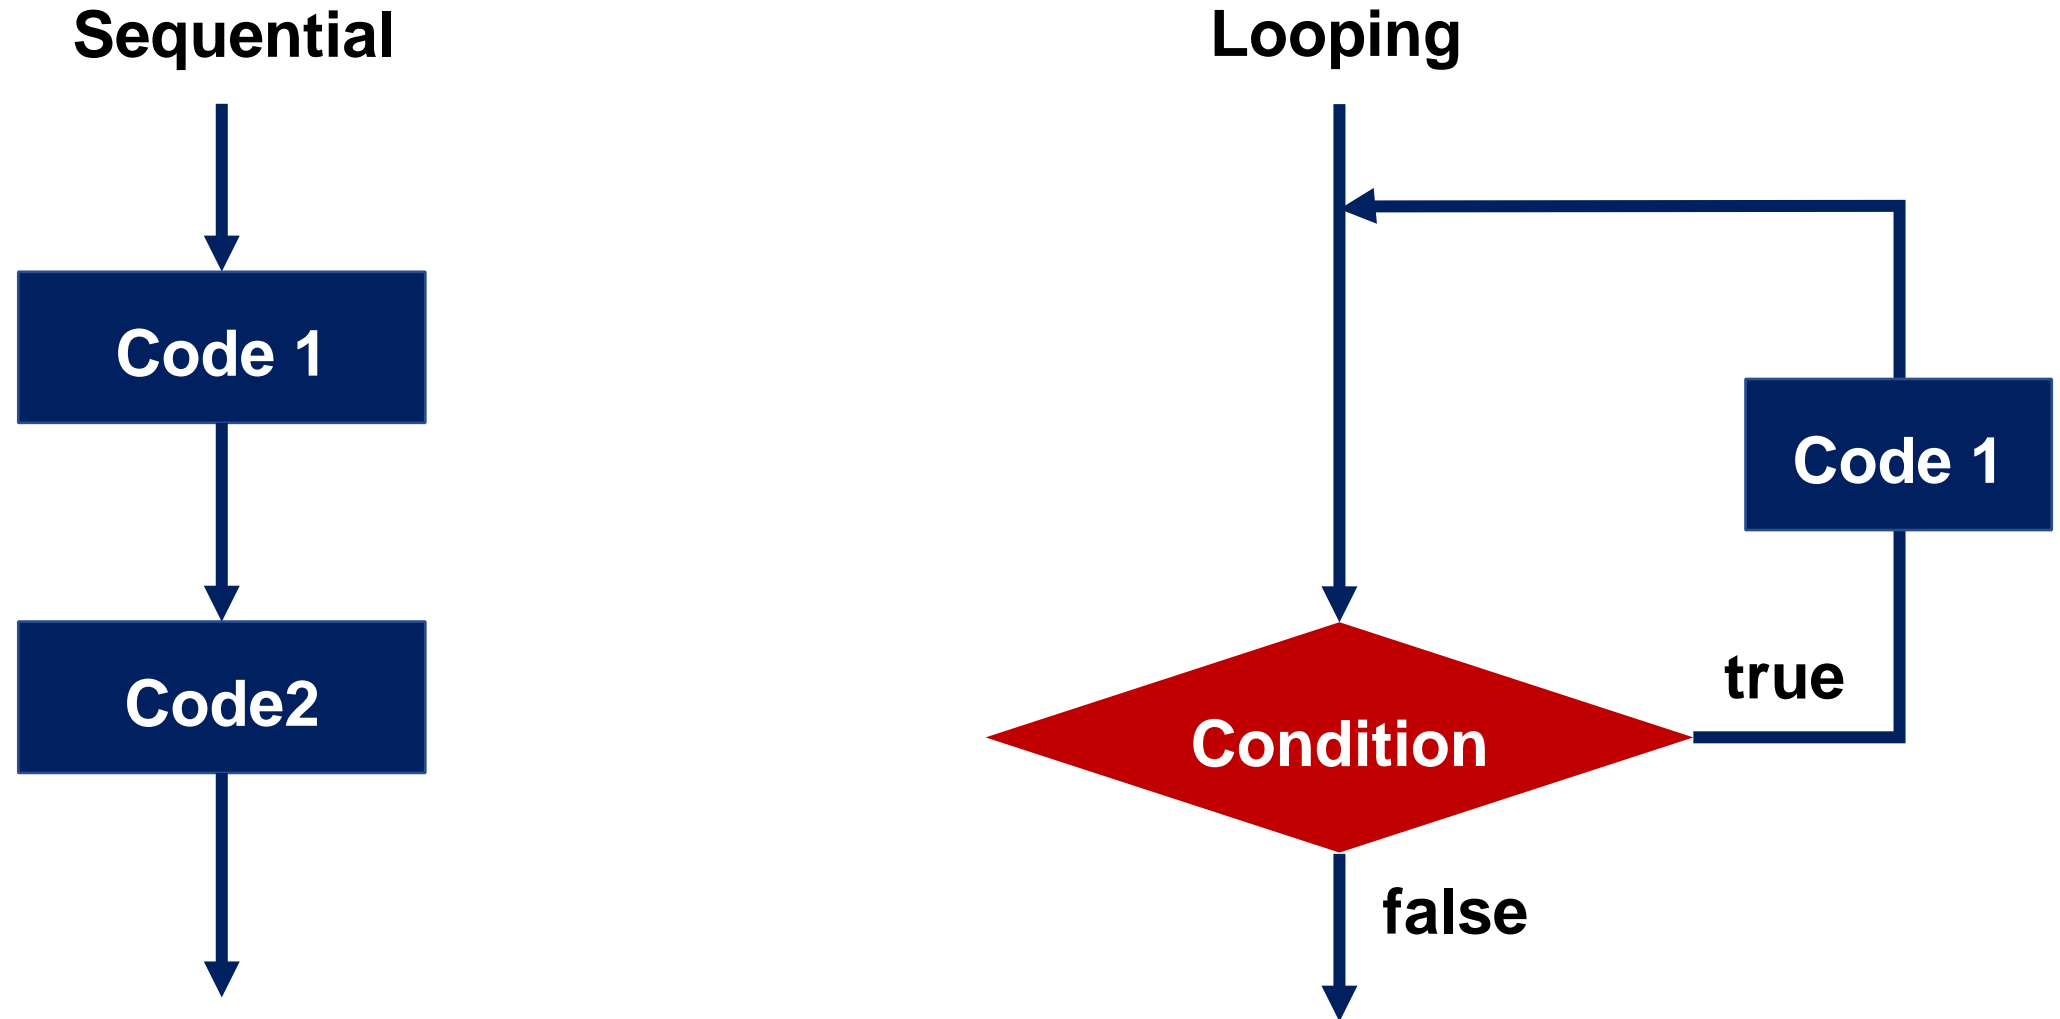 Sequential
Code 1
Code2
Looping
Code 1
true
Condition
false